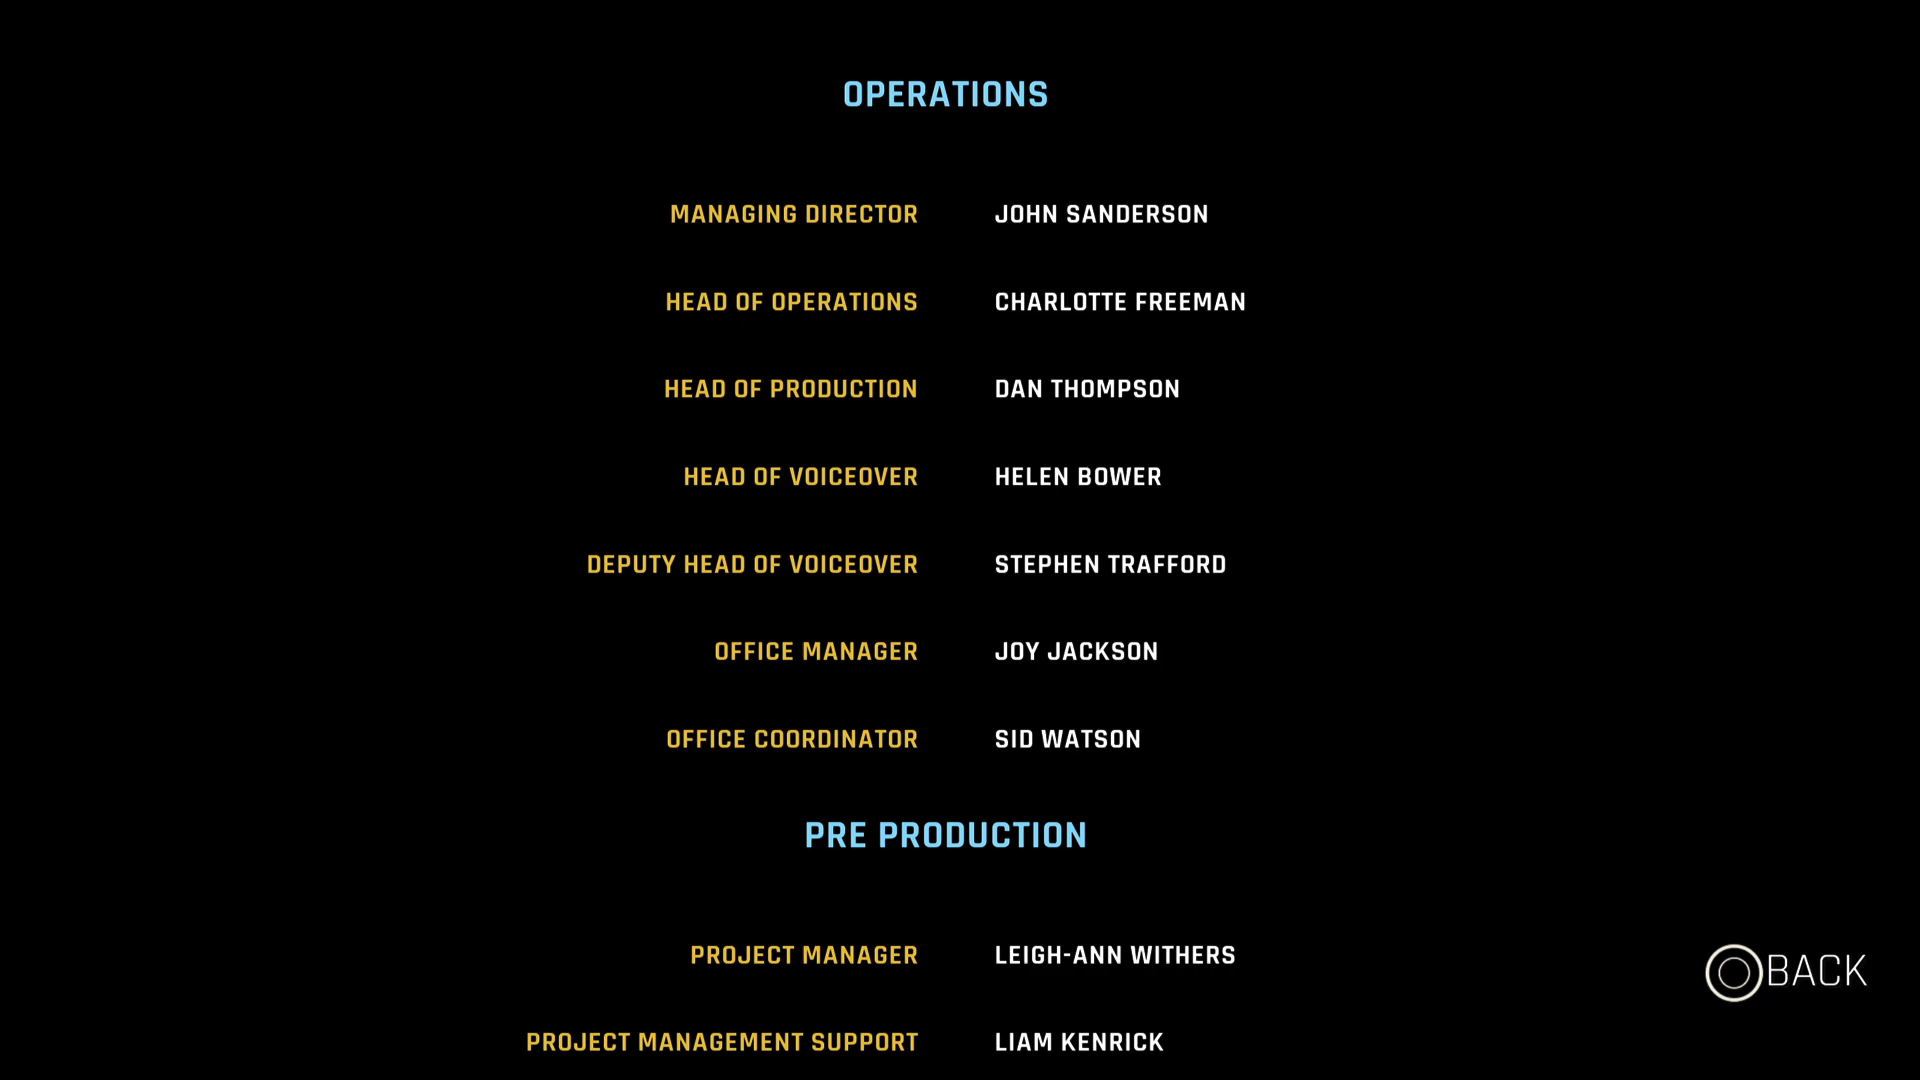 OPERATIONS
MANAGING DIRECTOR JOHN SANDERSON
HEAD OF OPERATIONS CHARLOTTE FREEMAN
HEAD OF PRODUCTION DAN THOMPSON
HEAD OF VOICEOVER HELEN BOWER
DEPUTY HEAD OF VOICEOVER STEPHEN TRAFFORD
OFFICE MANAGER JOY JACKSON
OFFICE COORDINATOR SID WATSON
PRE PRODUCTION
PROJECT MANAGER LEIGH-ANN WITHERS
BACK
PROJECT MANAGEMENT SUPPORT LIAM KENRICK